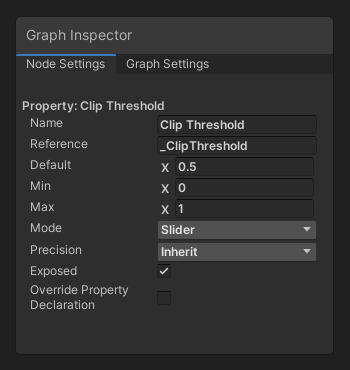 Graph Inspector
Node Settings Graph Settings
Property: Clip Threshold
Name Clip Threshold
Reference _ClipThreshold
Default X 0.5
Min X 0
Max X 1
Mode Slider
Precision Inherit
Exposed
Override Property
Declaration